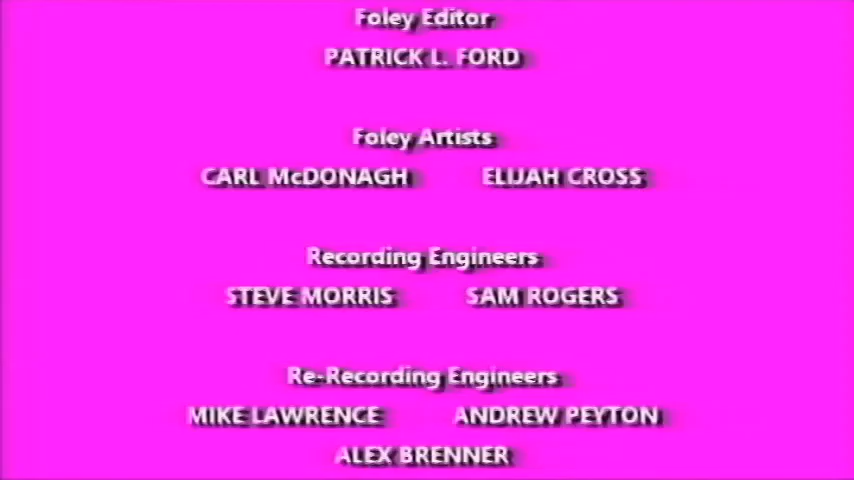 Foley Editor
PATRICK L. FORD
Foley Artists
CARL McDONAGH ELIJAH CROSS
Recording Engineers
STEVE MORRIS SAM ROGERS
Re-Recording Engineers
MIKE LAWRENCE ANDREW PEYTON
ALEX BRENNER